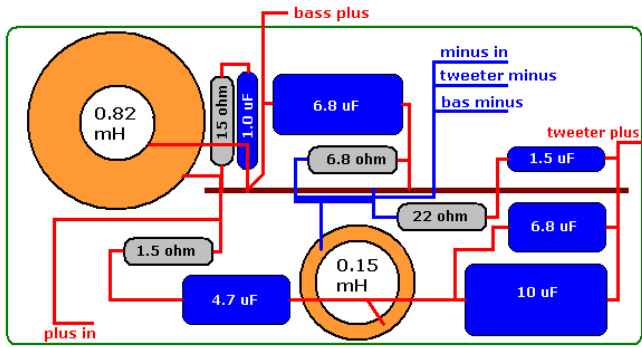 bass plus
minus in
tweeter minus
bas minus
0.82
mH
15 ohm
1.0 uF
6.8 uF
tweeter plus
6.8 ohm
1.5 uF
22 ohm
6.8 uF
1.5 ohm
0.15
mH
4.7 uF
10 uF
plus in